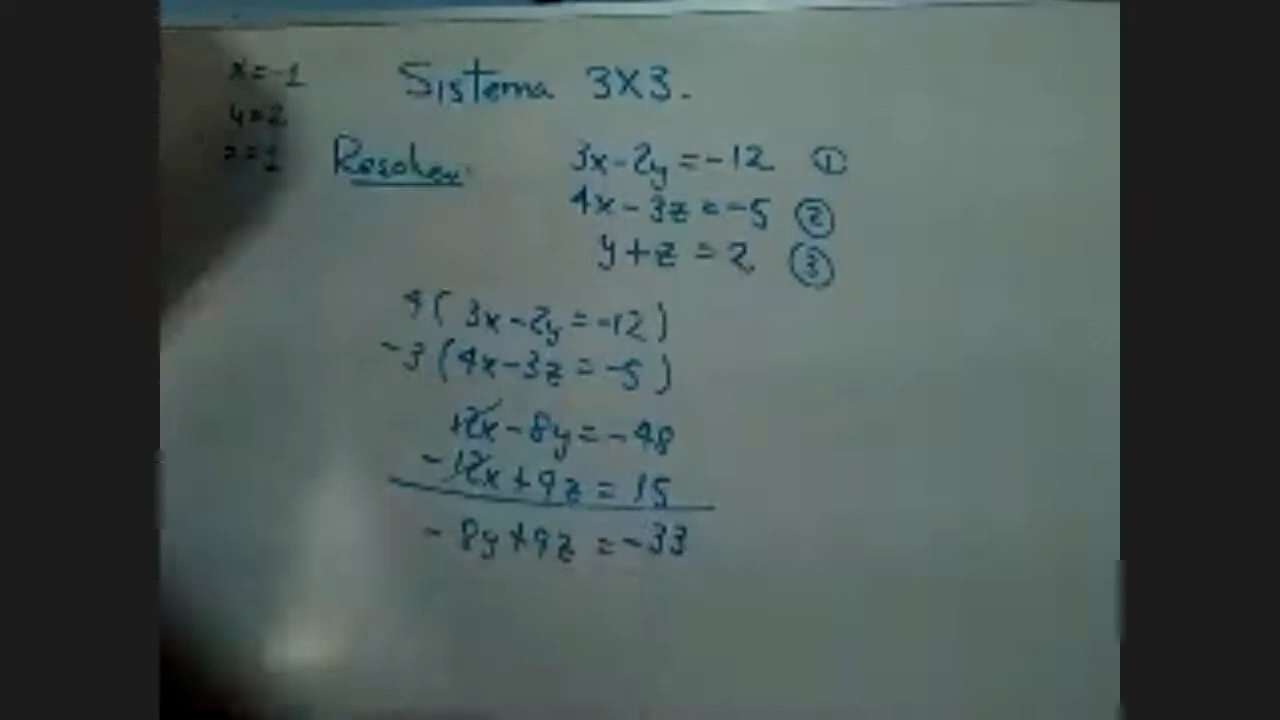 x=-1
y=2
z=1
Sistema 3X3.
Resolver:
3x-2y=-12 ①
4x-3z=-5 ②
y+z=2 ③
4(3x-2y=-12)
-3(4x-3z=-5)
12x-8y=-48
-12x+9z=15
-8y+9z=-33